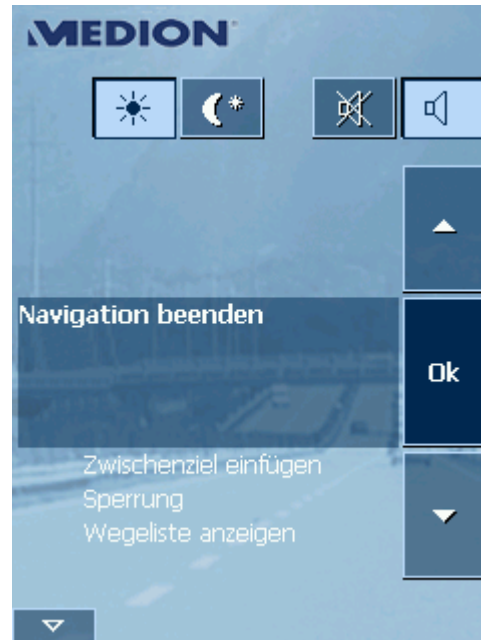 MEDION
Navigation beenden
Ok
Zwischenziel einfügen
Sperrung
Wegeliste anzeigen